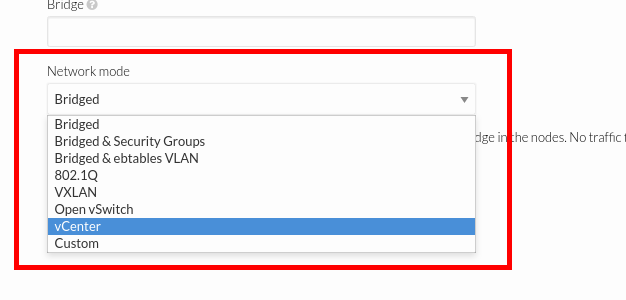 Bridge
Network mode
Bridged
Bridged
Bridged & Security Groups
dge in the nodes. No traffic
Bridged & ebtables VLAN
802.1Q
VXLAN
Open vSwitch
vCenter
Custom